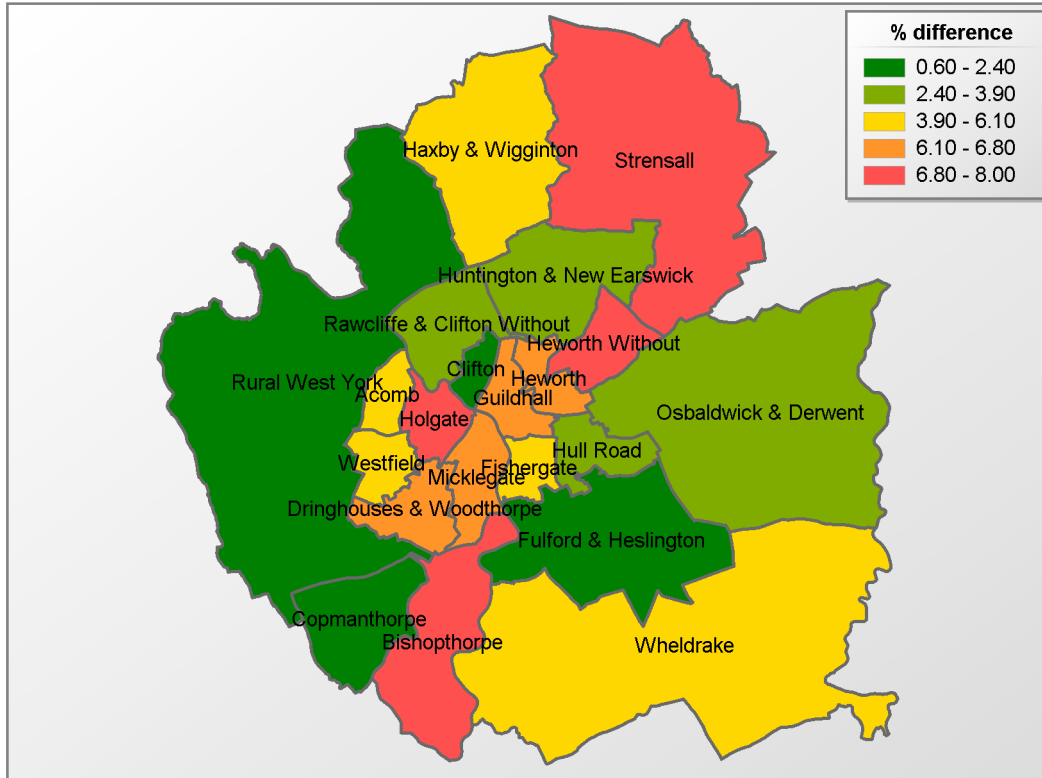 % difference
0.60 - 2.40
2.40 - 3.90
3.90 - 6.10
6.10 - 6.80
6.80 - 8.00
Haxby & Wigginton
Strensall
Huntington & New Earswick
Rawcliffe & Clifton Without
Heworth Without
Clifton
Heworth
Rural West York
Acomb
Guildhall
Holgate
Osbaldwick & Derwent
Hull Road
Westfield
Fishergate
Micklegate
Dringhouses & Woodthorpe
Fulford & Heslington
Copmanthorpe
Bishopthorpe
Wheldrake